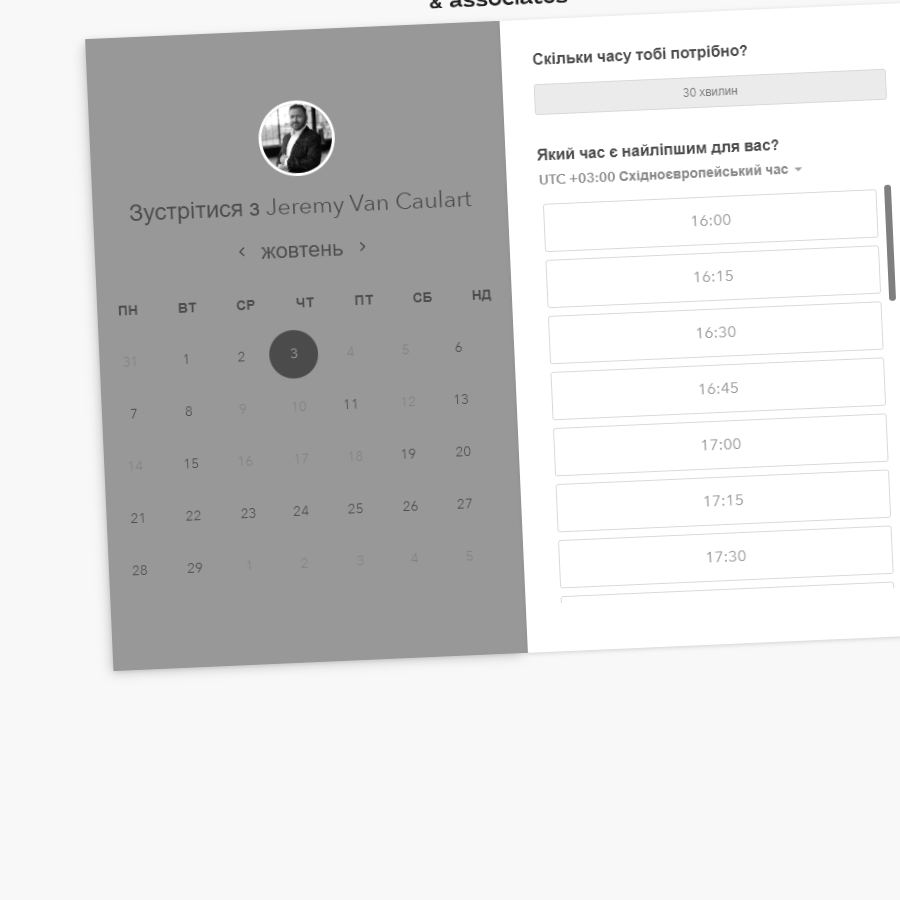 & associates
Зустрітися з Jeremy Van Caulart
жовтень
ПН ВТ СР ЧТ ПТ СБ НД
31 1 2 3 4 5 6
7 8 9 10 11 12 13
14 15 16 17 18 19 20
21 22 23 24 25 26 27
28 29 1 2 3 4 5
Скільки часу тобі потрібно?
30 хвилин
Який час є найліпшим для вас?
UTC +03:00 Східноєвропейський час
16:00
16:15
16:30
16:45
17:00
17:15
17:30